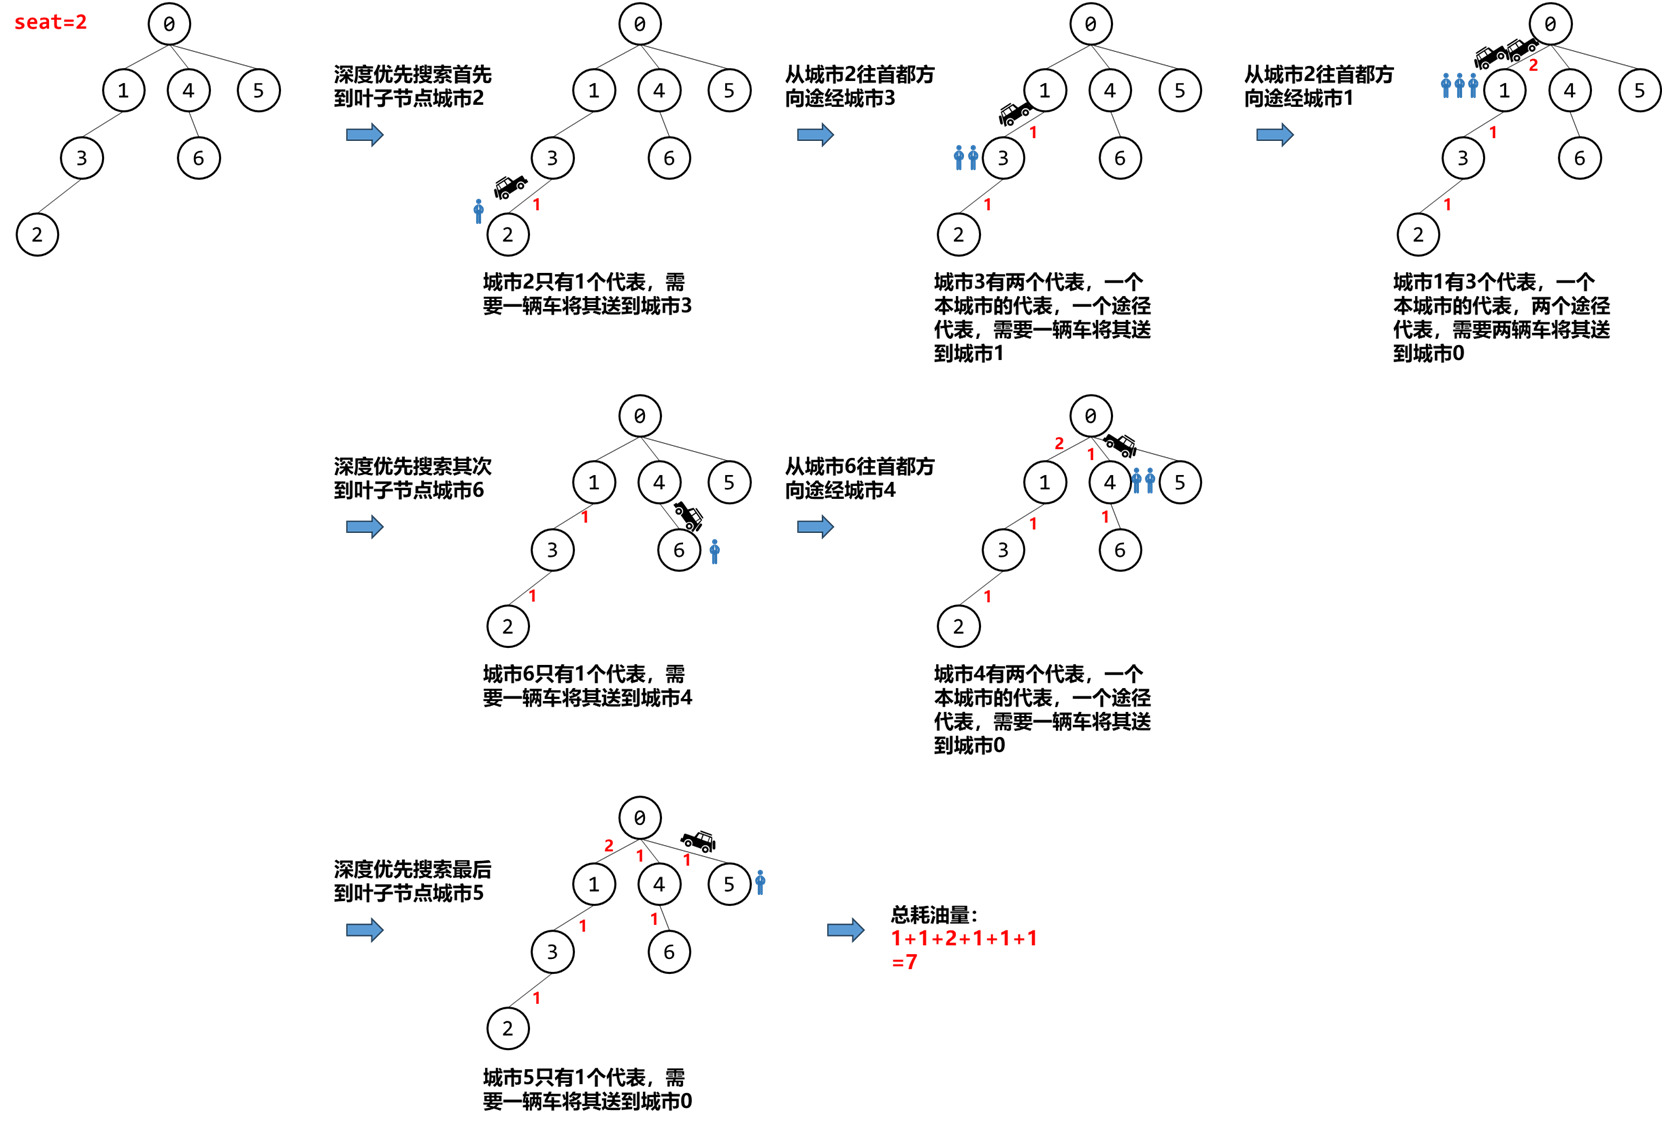 seat=2
0
1
4
5
3
6
2
深度优先搜索首先
到叶子节点城市2
0
1
4
5
3
6
1
2
城市2只有1个代表，需
要一辆车将其送到城市3
从城市2往首都方
向途经城市3
0
1
4
5
1
3
6
1
2
城市3有两个代表，一个
本城市的代表，一个途径
代表，需要一辆车将其送
到城市1
从城市2往首都方
向途经城市1
0
2
1
4
5
1
3
6
1
2
城市1有3个代表，一个
本城市的代表，两个途径
代表，需要两辆车将其送
到城市0
深度优先搜索其次
到叶子节点城市6
0
1
4
5
1
3
6
1
2
城市6只有1个代表，需
要一辆车将其送到城市4
从城市6往首都方
向途经城市4
0
2
1
1
4
5
1
1
3
6
1
2
城市4有两个代表，一个
本城市的代表，一个途径
代表，需要一辆车将其送
到城市0
深度优先搜索最后
到叶子节点城市5
0
2
1
1
1
4
5
1
1
3
6
1
2
城市5只有1个代表，需
要一辆车将其送到城市0
总耗油量：
1+1+2+1+1+1
=7